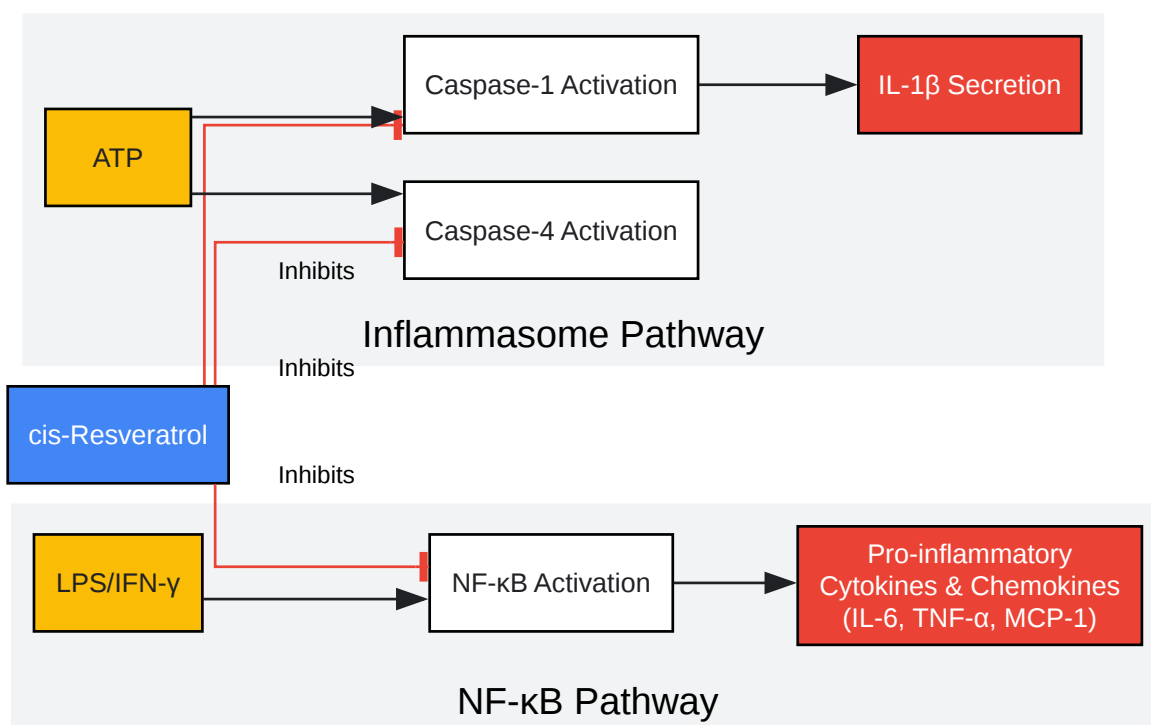 Caspase-1 Activation
IL-1β Secretion
ATP
Caspase-4 Activation
Inhibits
Inflammasome Pathway
Inhibits
cis-Resveratrol
Inhibits
LPS/IFN-γ
NF-κB Activation
Pro-inflammatory
Cytokines & Chemokines
(IL-6, TNF-α, MCP-1)
NF-κB Pathway